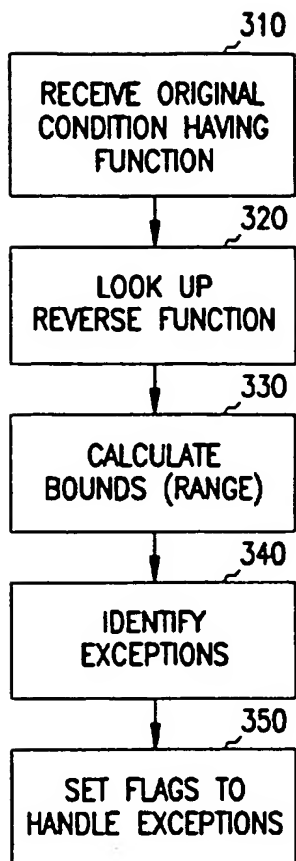 310
RECEIVE ORIGINAL
CONDITION HAVING
FUNCTION
320
LOOK UP
REVERSE FUNCTION
330
CALCULATE
BOUNDS (RANGE)
340
IDENTIFY
EXCEPTIONS
350
SET FLAGS TO
HANDLE EXCEPTIONS